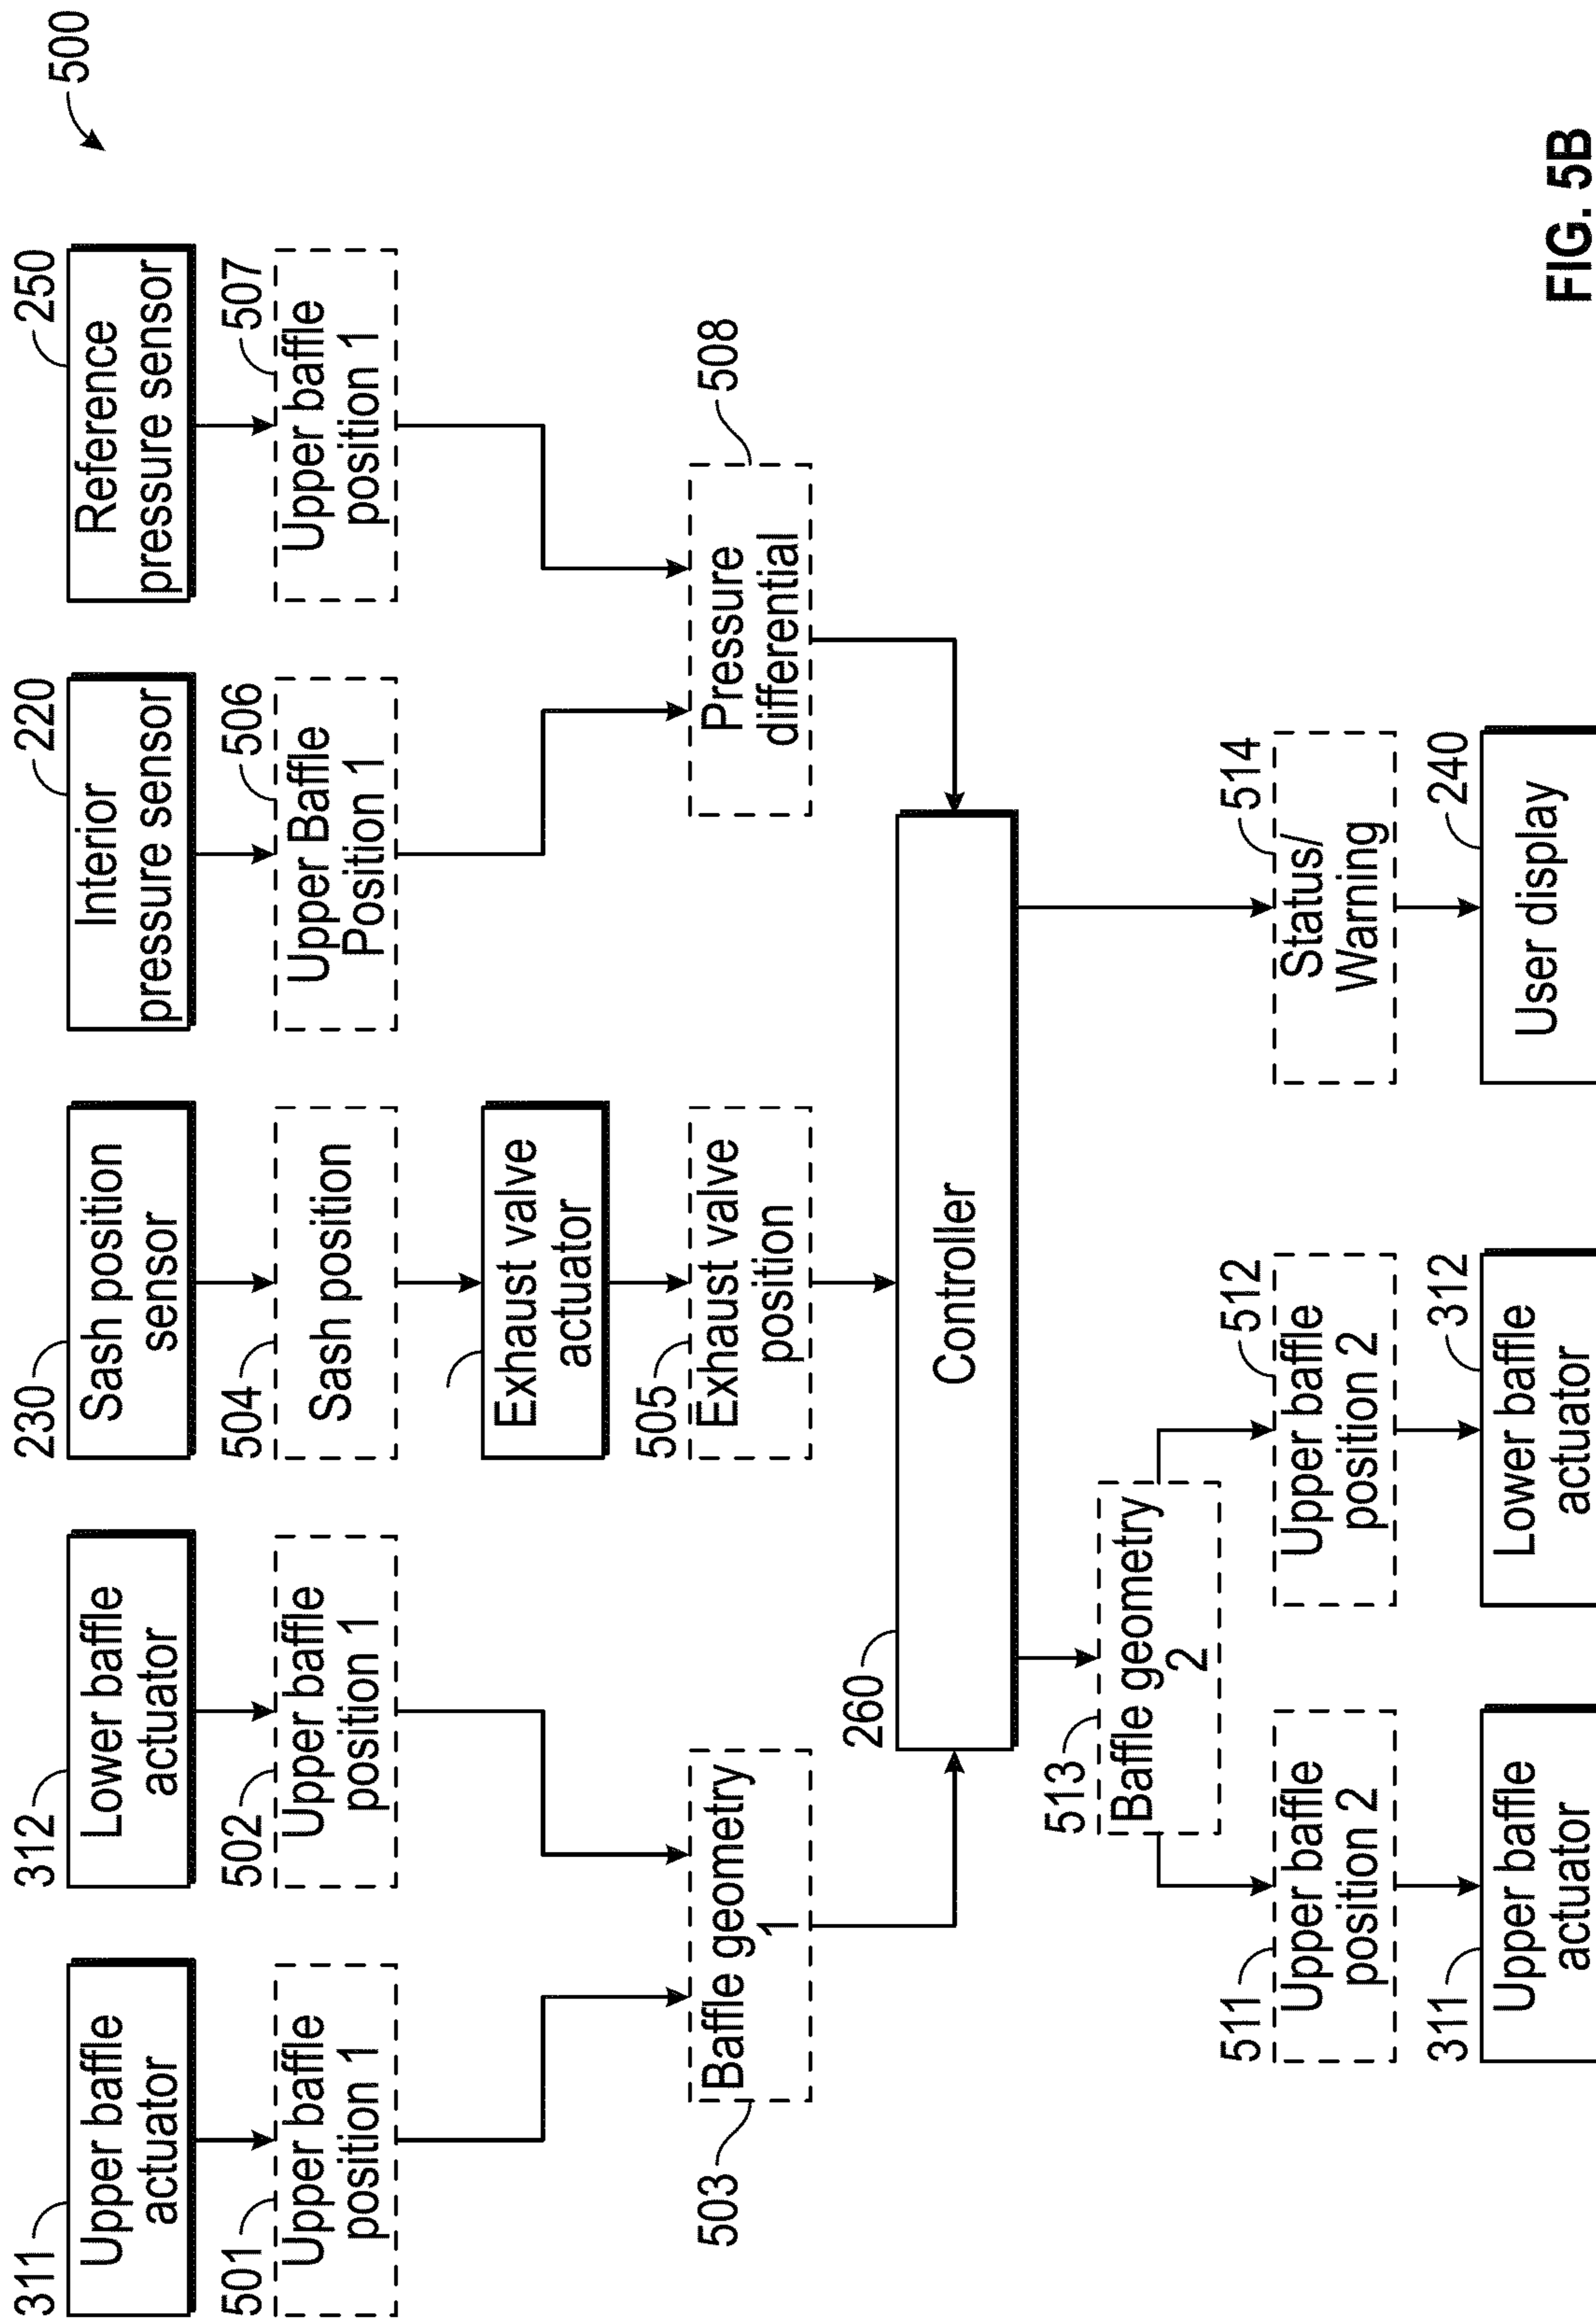 500
311
312
230
220
250
Upper baffle
actuator
Lower baffle
actuator
Sash position
sensor
Interior
pressure sensor
Reference
pressure sensor
501
502
504
506
507
Upper baffle
position 1
Upper baffle
position 1
Sash position
Upper Baffle
Position 1
Upper baffle
position 1
Exhaust valve
actuator
503
505
508
Baffle geometry
1
Exhaust valve
position
Pressure
differential
260
Controller
513
Baffle geometry
2
511
512
514
Upper baffle
position 2
Upper baffle
position 2
Status/
Warning
311
312
240
Upper baffle
actuator
Lower baffle
actuator
User display
FIG. 5B